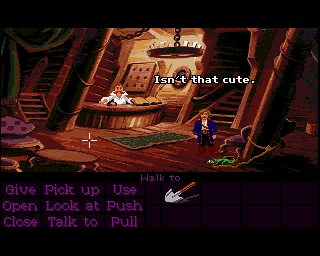 Isn't that cute.
Walk to
Give Pick up Use
Open Look at Push
Close Talk to Pull